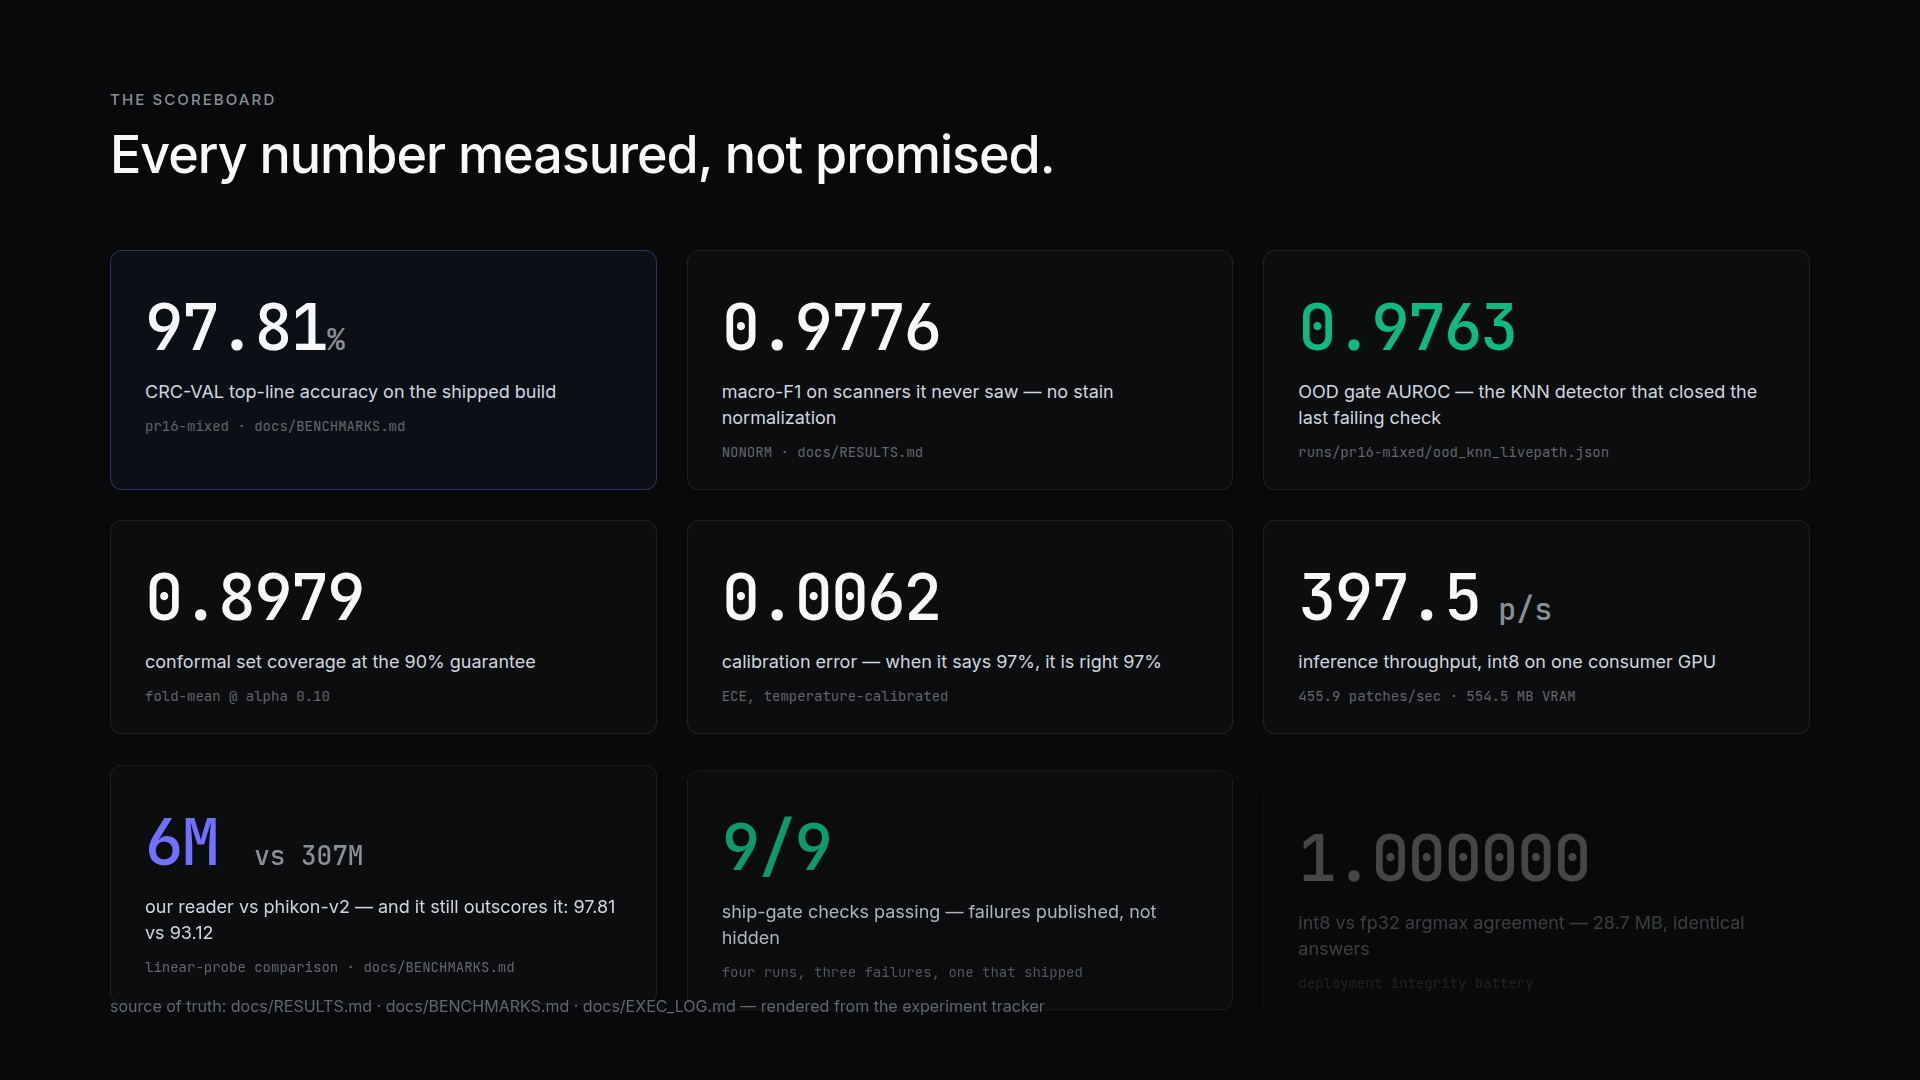 THE SCOREBOARD
Every number measured, not promised.
97.81%
CRC-VAL top-line accuracy on the shipped build
pr16-mixed · docs/BENCHMARKS.md
0.9776
macro-F1 on scanners it never saw — no stain
normalization
NONORM · docs/RESULTS.md
0.9763
OOD gate AUROC — the KNN detector that closed the
last failing check
runs/pr16-mixed/ood_knn_livepath.json
0.8979
conformal set coverage at the 90% guarantee
fold-mean @ alpha 0.10
0.0062
calibration error — when it says 97%, it is right 97%
ECE, temperature-calibrated
397.5 p/s
inference throughput, int8 on one consumer GPU
455.9 patches/sec · 554.5 MB VRAM
6M vs 307M
our reader vs phikon-v2 — and it still outscores it: 97.81
vs 93.12
linear-probe comparison · docs/BENCHMARKS.md
9/9
ship-gate checks passing — failures published, not
hidden
four runs, three failures, one that shipped
1.000000
int8 vs fp32 argmax agreement — 28.7 MB, identical
answers
deployment integrity battery
source of truth: docs/RESULTS.md · docs/BENCHMARKS.md · docs/EXEC_LOG.md — rendered from the experiment tracker